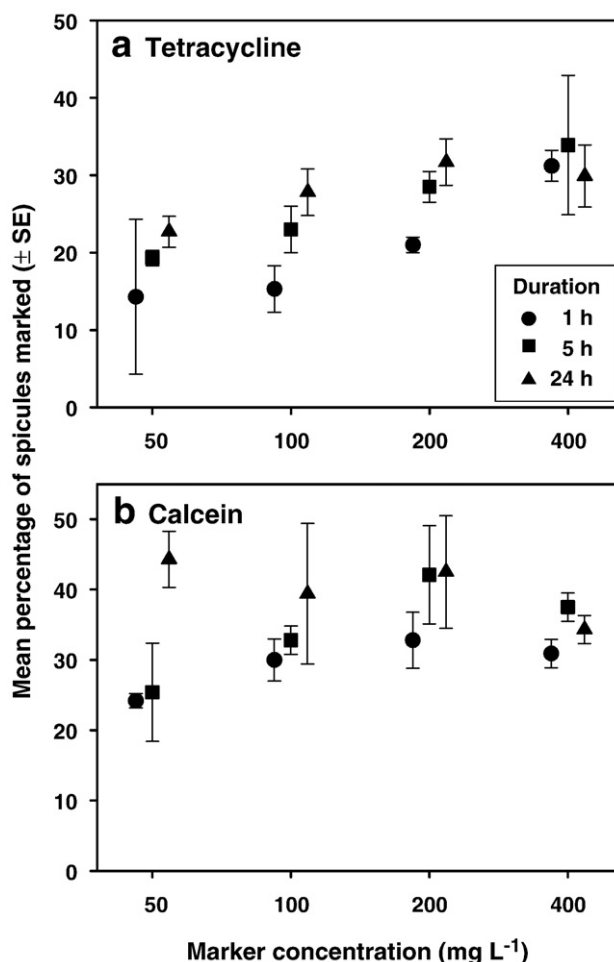 Mean percentage of spicules marked (± SE)
a Tetracycline
50
40
30
20
10
0
Duration
1 h
5 h
24 h
50 100 200 400
b Calcein
50
40
30
20
10
0
50 100 200 400
Marker concentration (mg L⁻¹)